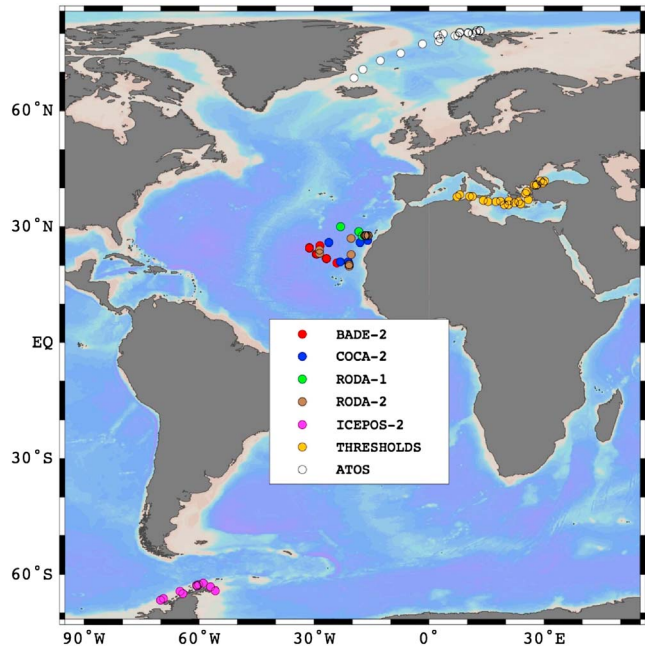 60°N
30°N
EQ
30°S
60°S
BADE-2
COCA-2
RODA-1
RODA-2
ICEPOS-2
THRESHOLDS
ATOS
90°W 60°W 30°W 0° 30°E